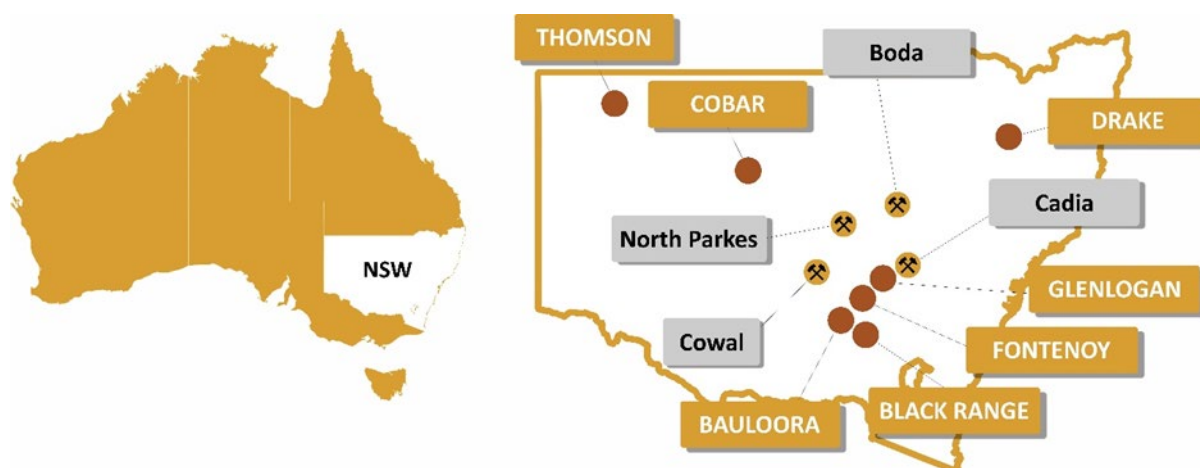 THOMSON
Boda
COBAR
DRAKE
Cadia
North Parkes
NSW
GLENLOGAN
Cowal
FONTENOY
BLACK RANGE
BAULOORA